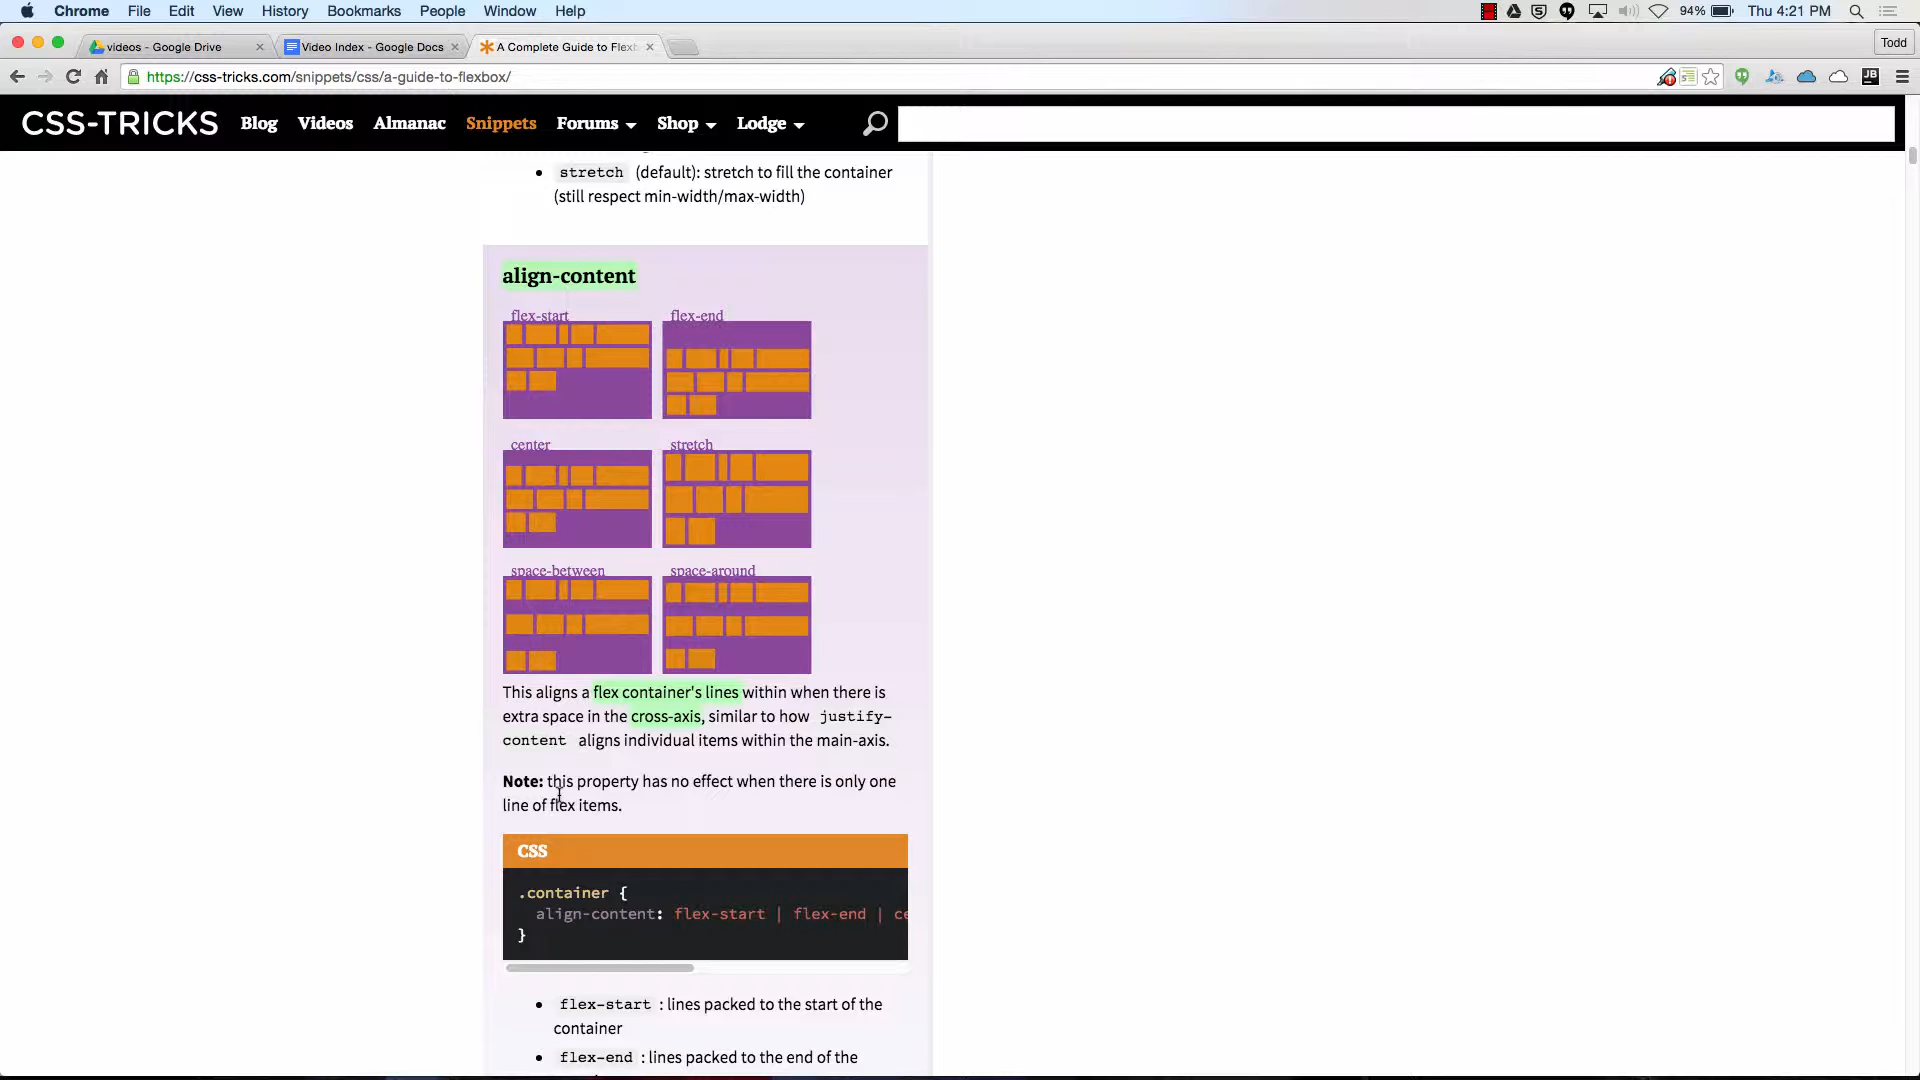 Chrome File Edit View History Bookmarks People Window Help 94% Thu 4:21 PM
videos - Google Drive Video Index - Google Docs A Complete Guide to Flexb Todd
https://css-tricks.com/snippets/css/a-guide-to-flexbox/
CSS-TRICKS Blog Videos Almanac Snippets Forums Shop Lodge
stretch (default): stretch to fill the container
(still respect min-width/max-width)
align-content
flex-start flex-end
center stretch
space-between space-around
This aligns a flex container's lines within when there is
extra space in the cross-axis, similar to how justify-
content aligns individual items within the main-axis.
Note: this property has no effect when there is only one
line of flex items.
CSS
.container {
align-content: flex-start | flex-end | ce
}
flex-start : lines packed to the start of the
container
flex-end : lines packed to the end of the